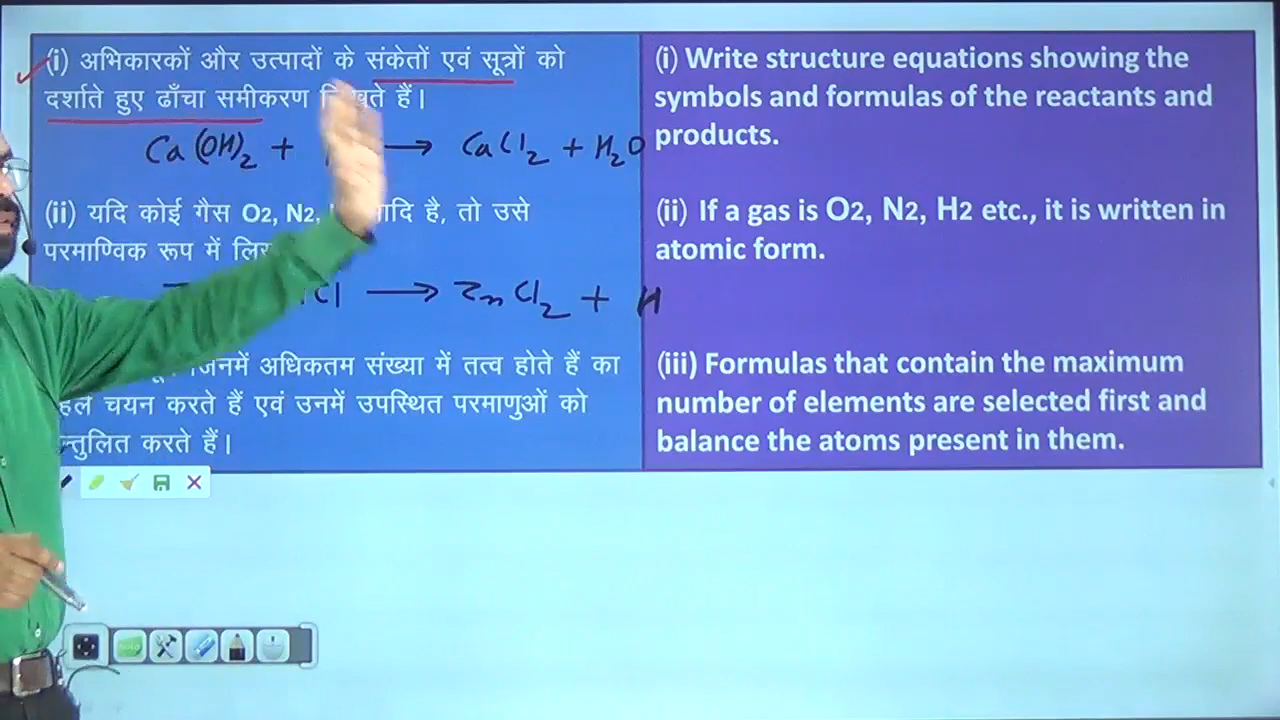 (i) अभिकारकों और उत्पादों के संकेतों एवं सूत्रों को
दर्शाते हुए ढाँचा समीकरण हैं।
Ca(OH)2 + → CaCl2 + H2O
(ii) यदि कोई गैस O2, N2, है, तो उसे
परमाण्विक रूप में
Cl → ZnCl2 + H
जिनमें अधिकतम संख्या में तत्व होते हैं का
चयन करते हैं एवं उनमें उपस्थित परमाणुओं को
करते हैं।
(i) Write structure equations showing the
symbols and formulas of the reactants and
products.
(ii) If a gas is O2, N2, H2 etc., it is written in
atomic form.
(iii) Formulas that contain the maximum
number of elements are selected first and
balance the atoms present in them.